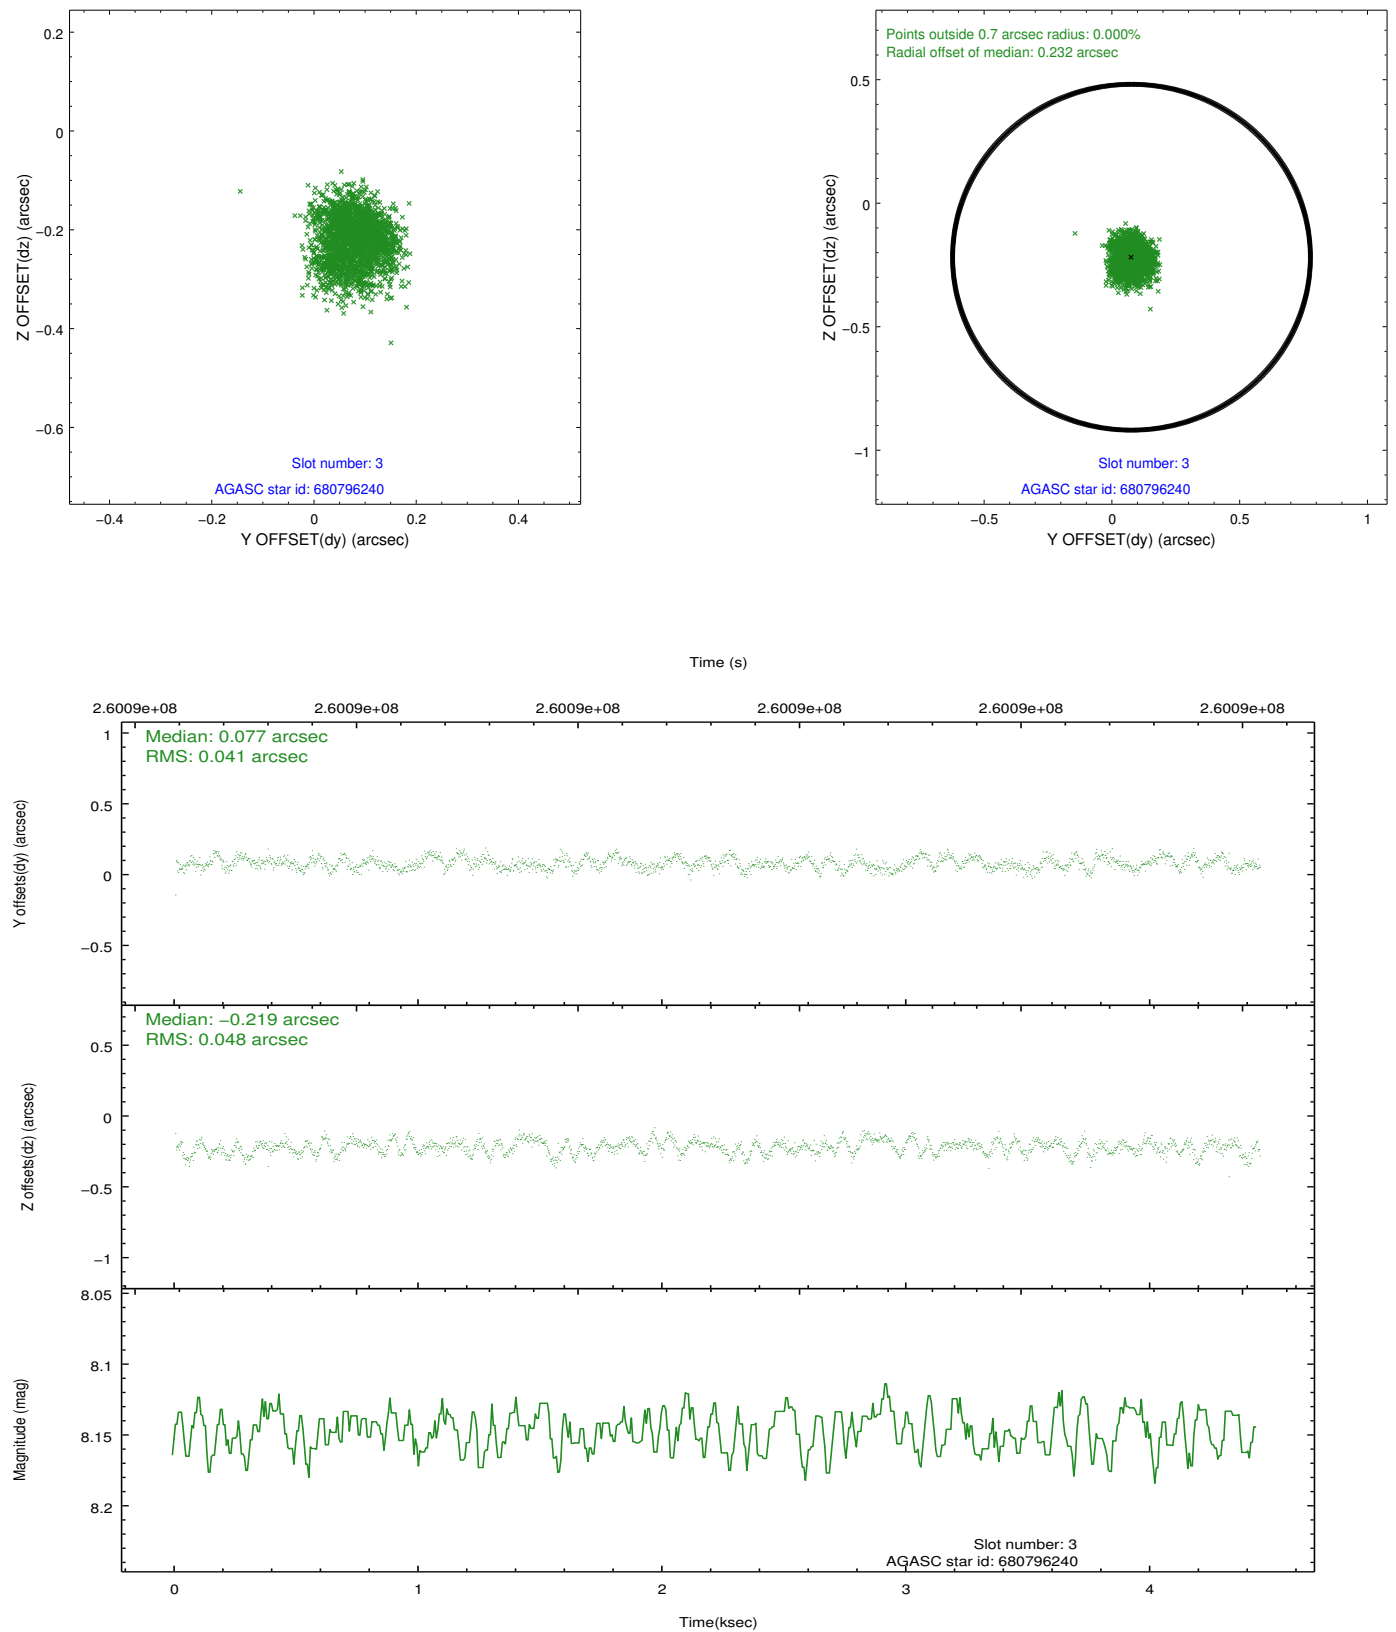 0.2
0
−0.2
−0.4
−0.6
Z OFFSET(dz) (arcsec)
Slot number: 3
AGASC star id: 680796240
−0.4
−0.2
0
0.2
0.4
Y OFFSET(dy) (arcsec)
Points outside 0.7 arcsec radius: 0.000%
Radial offset of median: 0.232 arcsec
0.5
0
−0.5
−1
Z OFFSET(dz) (arcsec)
Slot number: 3
AGASC star id: 680796240
−0.5
0
0.5
1
Y OFFSET(dy) (arcsec)
Time (s)
2.6009e+08
2.6009e+08
2.6009e+08
2.6009e+08
2.6009e+08
2.6009e+08
Median: 0.077 arcsec
RMS: 0.041 arcsec
1
0.5
0
−0.5
Y offsets(dy) (arcsec)
Median: −0.219 arcsec
RMS: 0.048 arcsec
0.5
0
−0.5
−1
Z offsets(dz) (arcsec)
8.05
8.1
8.15
8.2
Magnitude (mag)
Slot number: 3
AGASC star id: 680796240
0
1
2
3
4
Time(ksec)